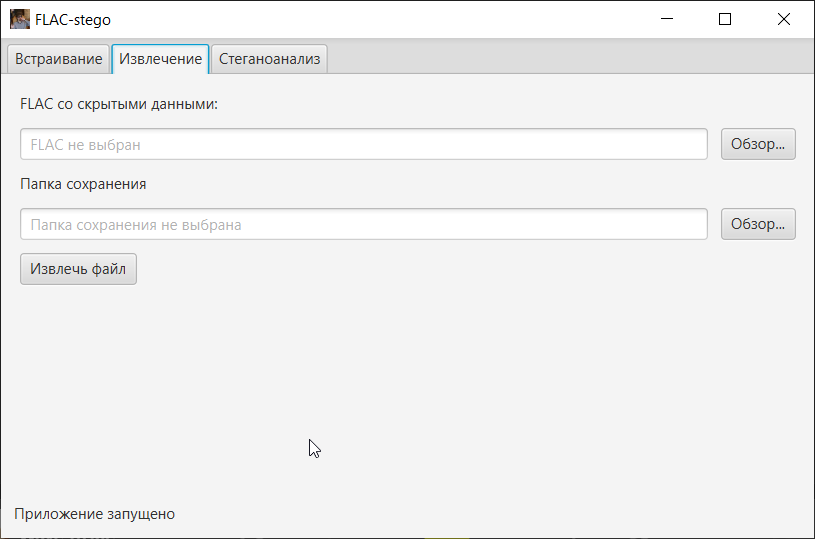 FLAC-stego
Встраивание Извлечение Стеганоанализ
FLAC со скрытыми данными:
FLAC не выбран Обзор...
Папка сохранения
Папка сохранения не выбрана Обзор...
Извлечь файл
Приложение запущено